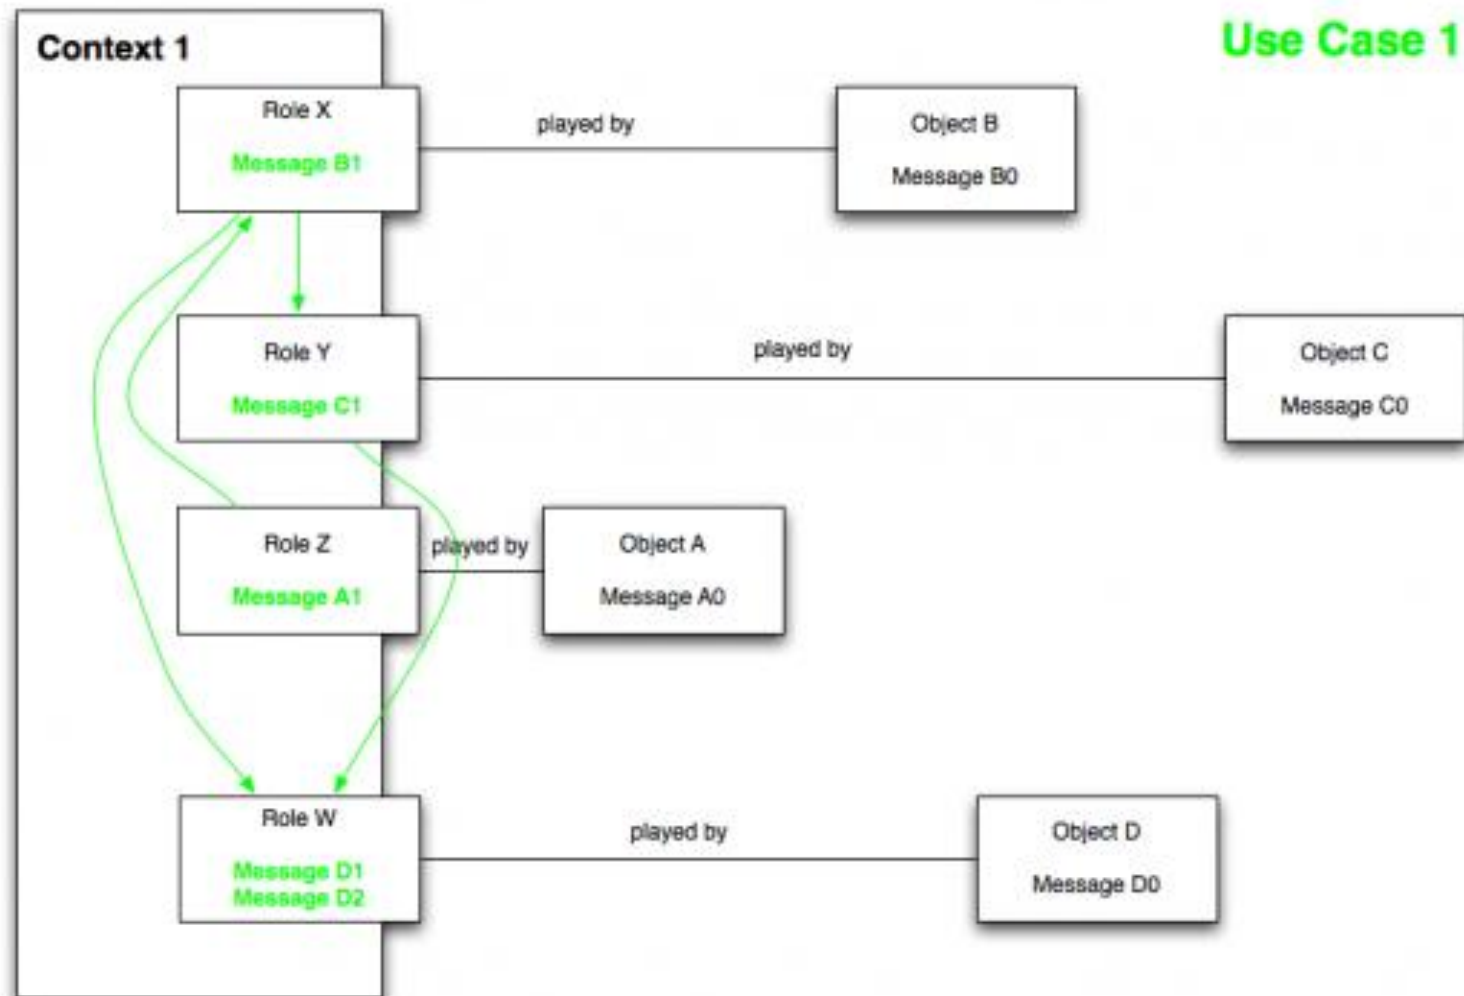 Context 1
Use Case 1
Role X
Message B1
played by
Object B
Message B0
Role Y
Message C1
played by
Object C
Message C0
Role Z
Message A1
played by
Object A
Message A0
Role W
Message D1
Message D2
played by
Object D
Message D0